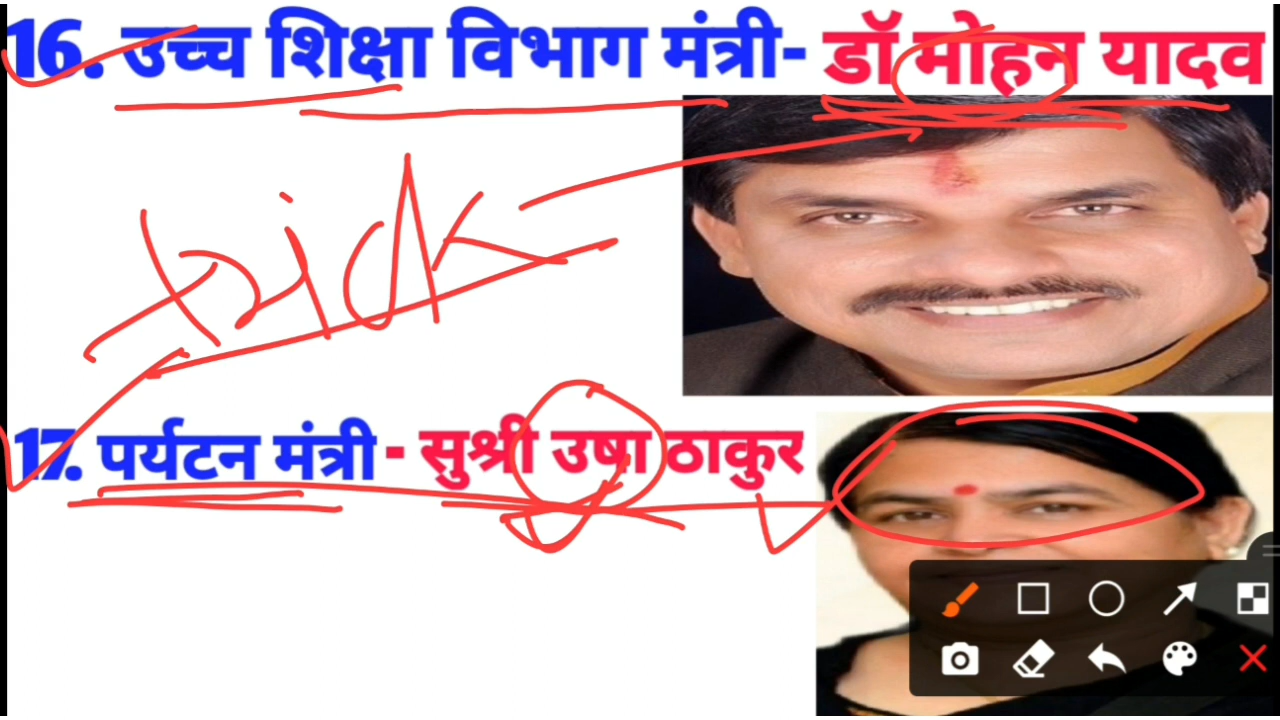 16. उच्च शिक्षा विभाग मंत्री- डॉ मोहन यादव
trick
17. पर्यटन मंत्री - सुश्री उषा ठाकुर